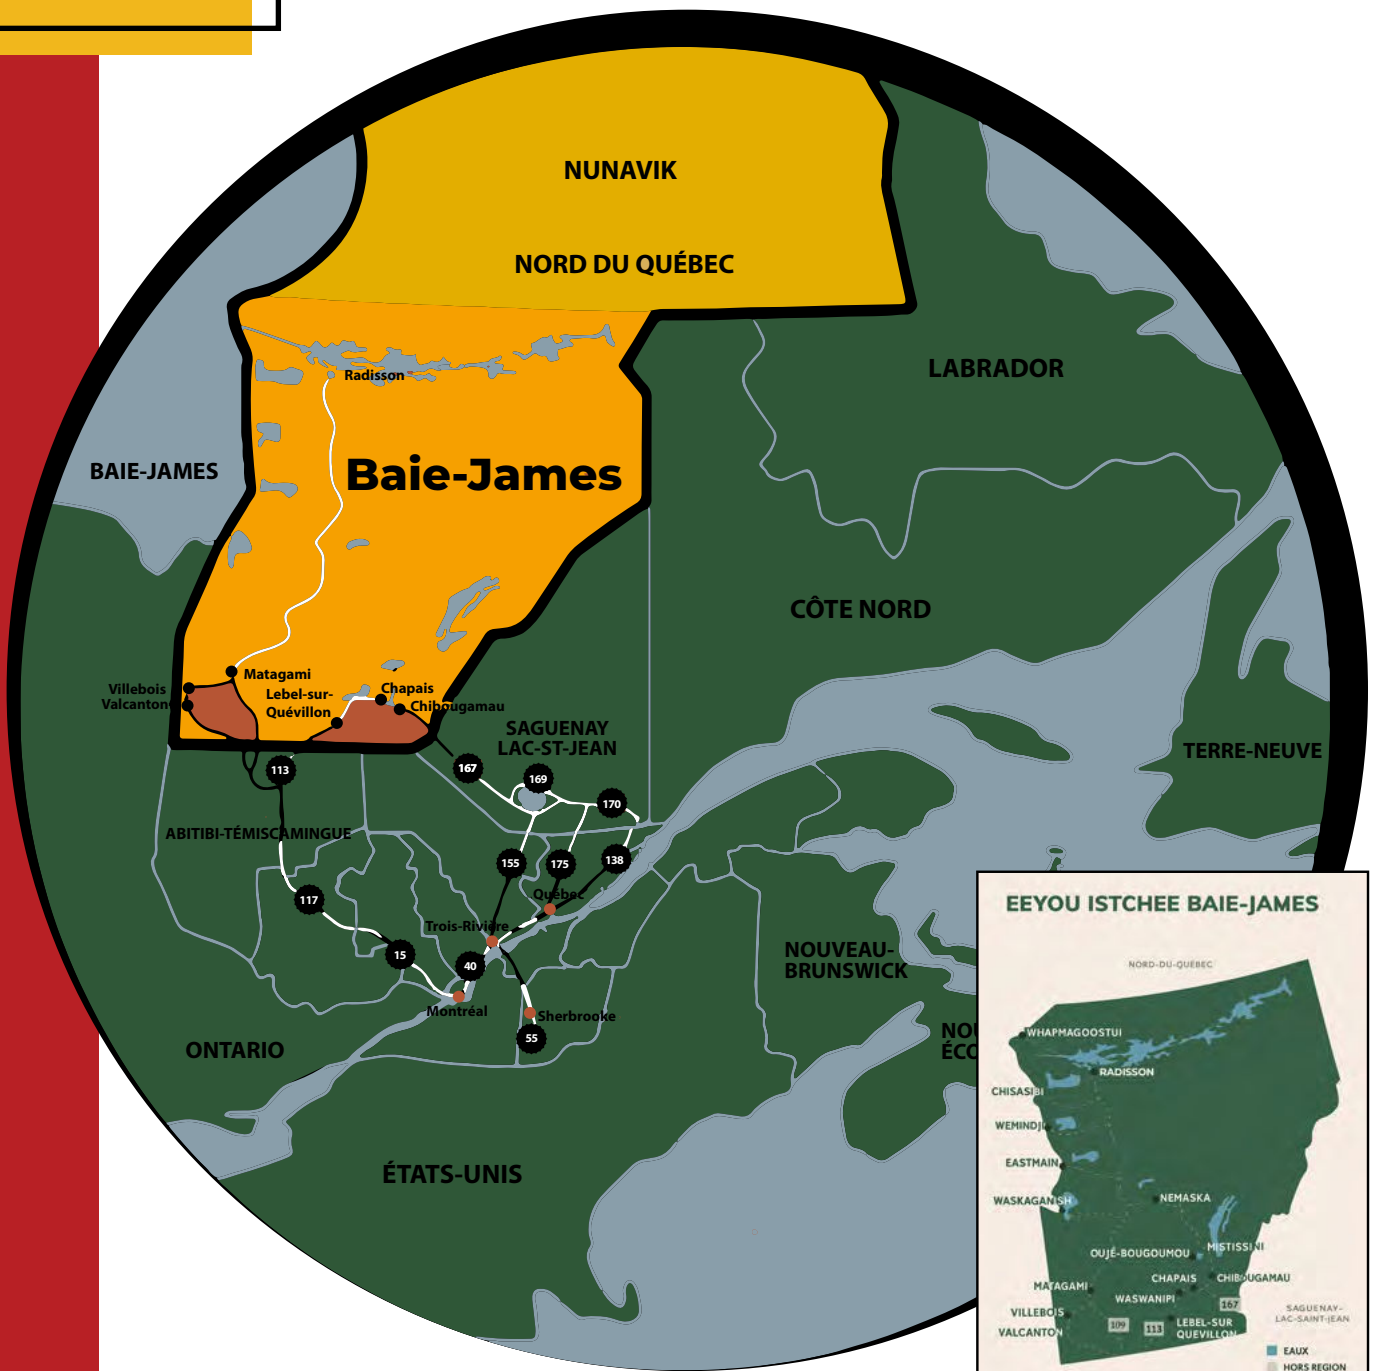 NUNAVIK
NORD DU QUÉBEC
LABRADOR
Radisson
BAIE-JAMES
Baie-James
CÔTE NORD
Matagami
Villebois
Valcanton
Lebel-sur-
Quévillon
Chapais
Chibougamau
SAGUENAY
LAC-ST-JEAN
TERRE-NEUVE
113
167
169
170
ABITIBI-TÉMISCAMINGUE
155
175
138
117
Québec
Trois-Rivière
15
40
NOUVEAU-
BRUNSWICK
Montréal
Sherbrooke
55
ONTARIO
NOU
ÉCO
ÉTATS-UNIS
EEYOU ISTCHEE BAIE-JAMES
NORD-DU-QUÉBEC
WHAPMAGOOSTUI
RADISSON
CHISASIBI
WEMINDJI
EASTMAIN
WASKAGANISH
NEMASKA
OUJÉ-BOUGOUMOU
MISTISSINI
MATAGAMI
CHAPAIS
CHIBOUGAMAU
WASWANIPI
VILLEBOIS
VALCANTON
109
113
167
LEBEL-SUR
QUEVILLON
SAGUENAY-
LAC-SAINT-JEAN
EAUX
HORS REGION